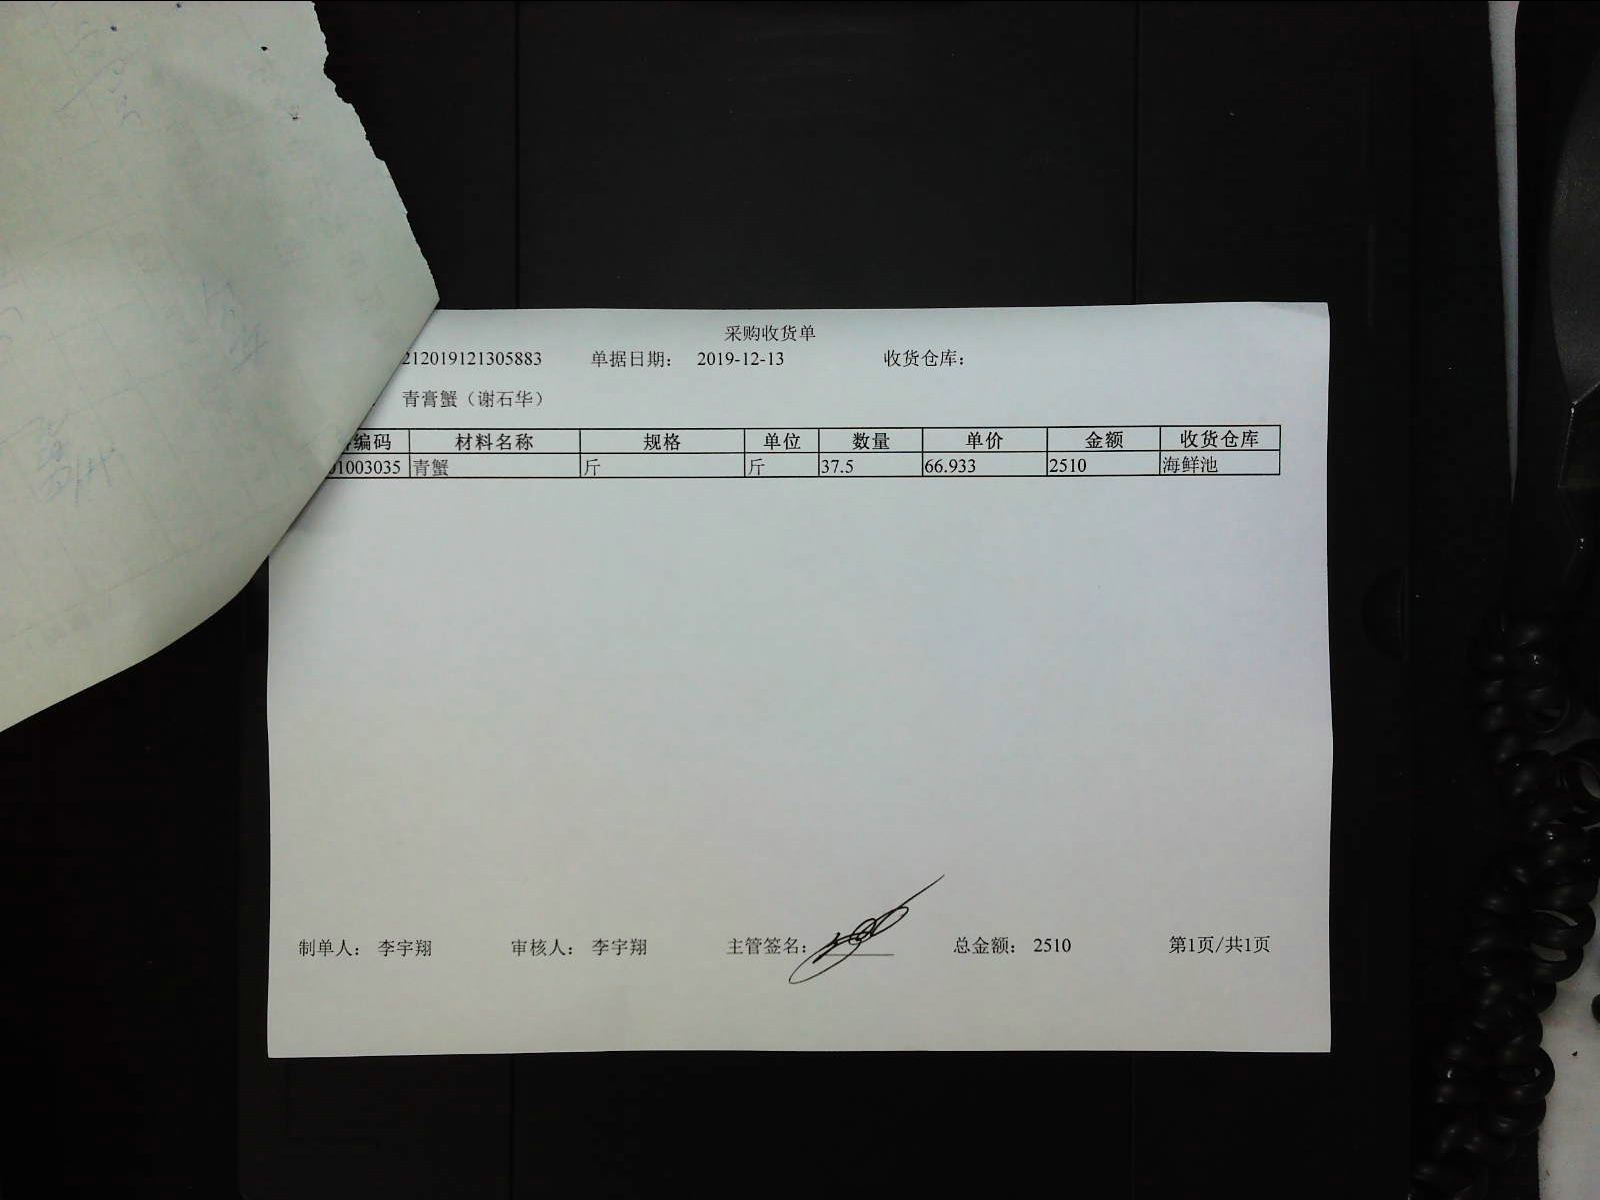 采购收货单
212019121305883 单据日期: 2019-12-13 收货仓库:
青膏蟹（谢石华）
编码 材料名称 规格 单位 数量 单价 金额 收货仓库
01003035 青蟹 斤 斤 37.5 66.933 2510 海鲜池
制单人: 李宇翔 审核人: 李宇翔 主管签名: 总金额: 2510 第1页/共1页